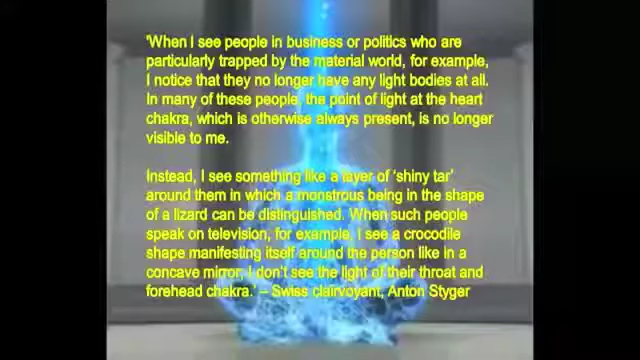 'When I see people in business or politics who are
particularly trapped by the material world, for example,
I notice that they no longer have any light bodies at all.
In many of these people, the point of light at the heart
chakra, which is otherwise always present, is no longer
visible to me.
Instead, I see something like a layer of 'shiny tar'
around them in which a monstrous being in the shape
of a lizard can be distinguished. When such people
speak on television, for example, I see a crocodile
shape manifesting itself around the person like in a
concave mirror; I don't see the light of their throat and
forehead chakra.' – Swiss clairvoyant, Anton Styger